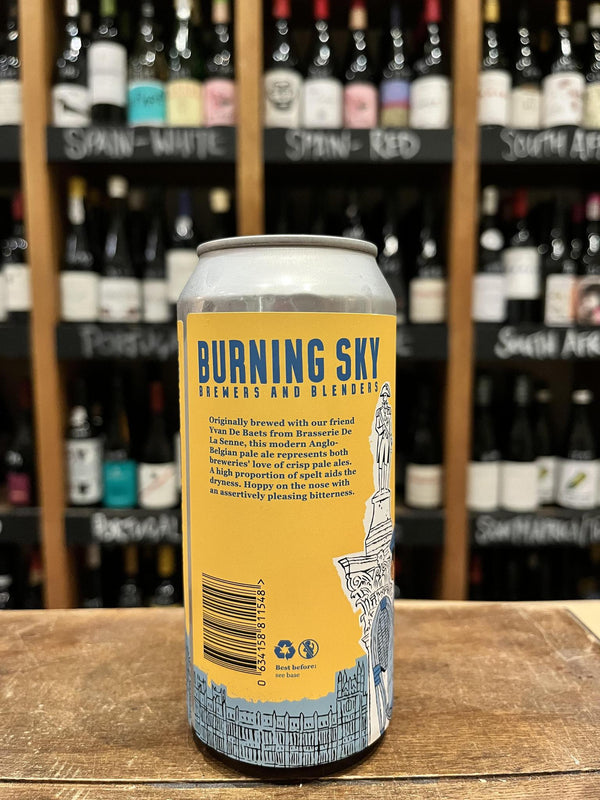 SPAIN-WHITE
SPAIN-RED
SOUTH AFR
PORTUGAL
SOUTH AFR
PORTUGAL
BURNING SKY
BREWERS AND BLENDERS
Originally brewed with our friend
Yvan De Baets from Brasserie De
La Senne, this modern Anglo-
Belgian pale ale represents both
breweries' love of crisp pale ales.
A high proportion of spelt aids the
dryness. Hoppy on the nose with
an assertively pleasing bitterness.
0 634158 811548 >
Best before:
see base